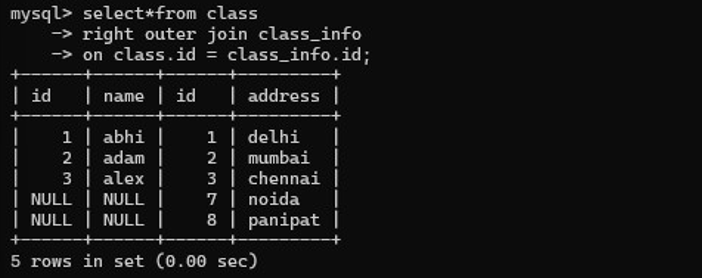 mysql> select*from class
    -> right outer join class_info
    -> on class.id = class_info.id;
+------+------+------+---------+
| id   | name | id   | address |
+------+------+------+---------+
|    1 | abhi |    1 | delhi   |
|    2 | adam |    2 | mumbai  |
|    3 | alex |    3 | chennai |
| NULL | NULL |    7 | noida   |
| NULL | NULL |    8 | panipat |
+------+------+------+---------+
5 rows in set (0.00 sec)